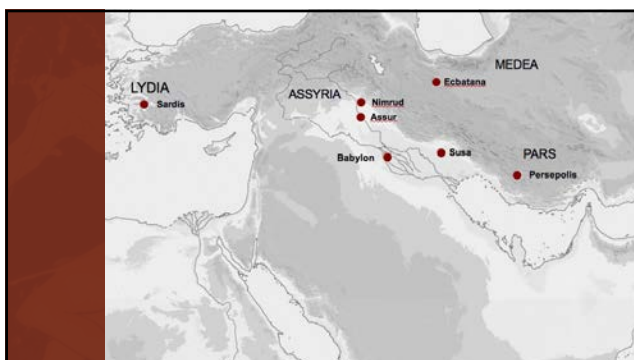 MEDEA
Ecbatana
LYDIA
Sardis
ASSYRIA
Nimrud
Assur
Babylon
Susa
PARS
Persepolis